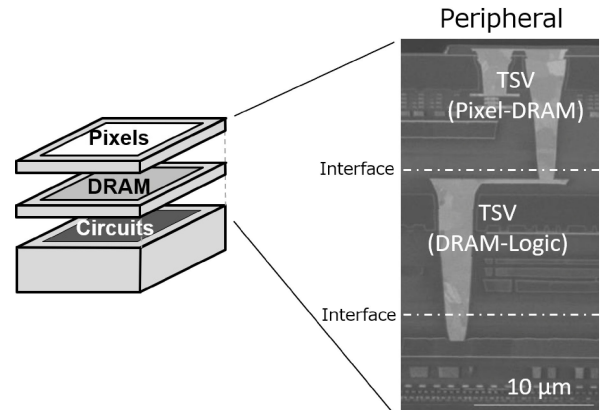 Peripheral
Pixels
DRAM
Circuits
TSV
(Pixel-DRAM)
Interface
TSV
(DRAM-Logic)
Interface
10 μm